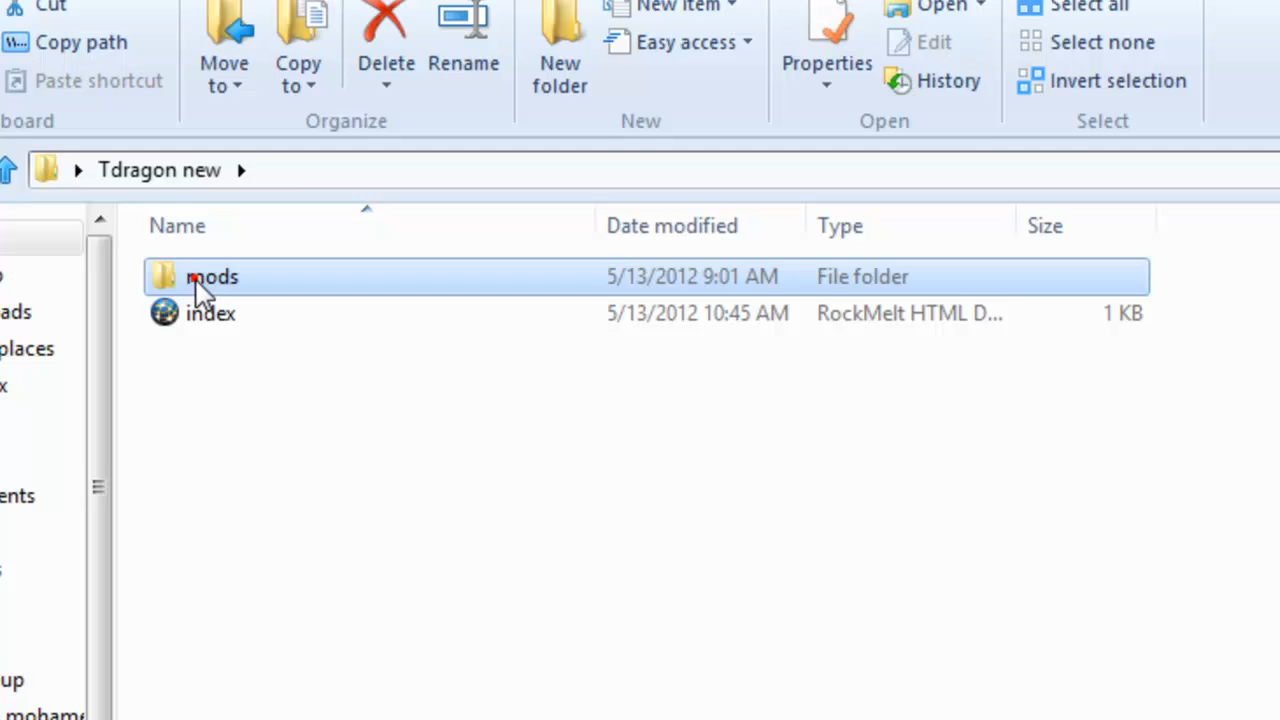 Cut
Copy path
Paste shortcut
board
Move to
Copy to
Delete
Rename
Organize
New folder
New item
Easy access
New
Properties
Open
Edit
History
Open
Select all
Select none
Invert selection
Select
Tdragon new
Name
Date modified
Type
Size
mods
5/13/2012 9:01 AM
File folder
index
5/13/2012 10:45 AM
RockMelt HTML D...
1 KB
ads
places
x
ents
s
up
mohame